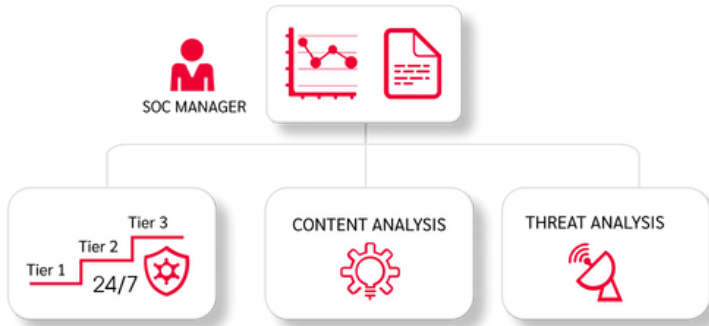 SOC MANAGER
Tier 3
Tier 2
Tier 1
24/7
CONTENT ANALYSIS
THREAT ANALYSIS